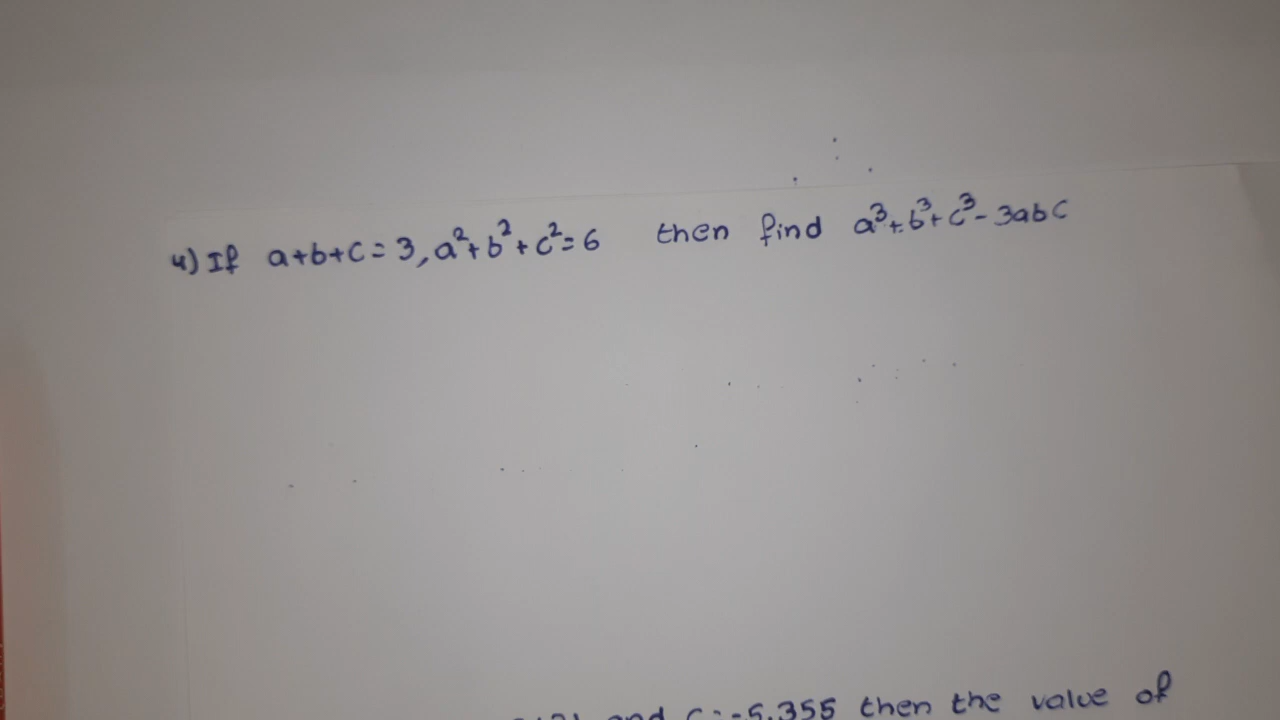 4) If a+b+c=3, a²+b²+c²=6 then find a³+b³+c³-3abc
and c=-5.355 then the value of